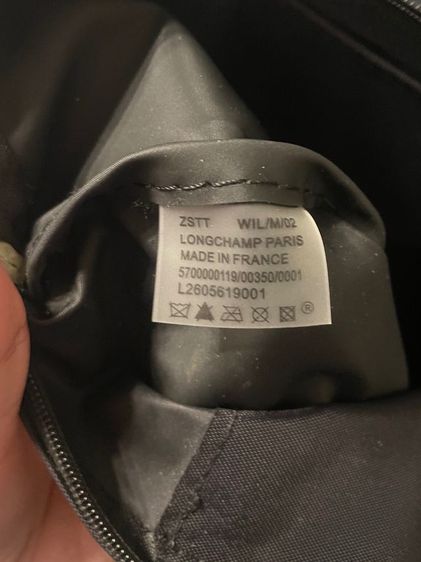 ZSTT WIL/M/02
LONGCHAMP PARIS
MADE IN FRANCE
5700000119/00350/0001
L2605619001
®